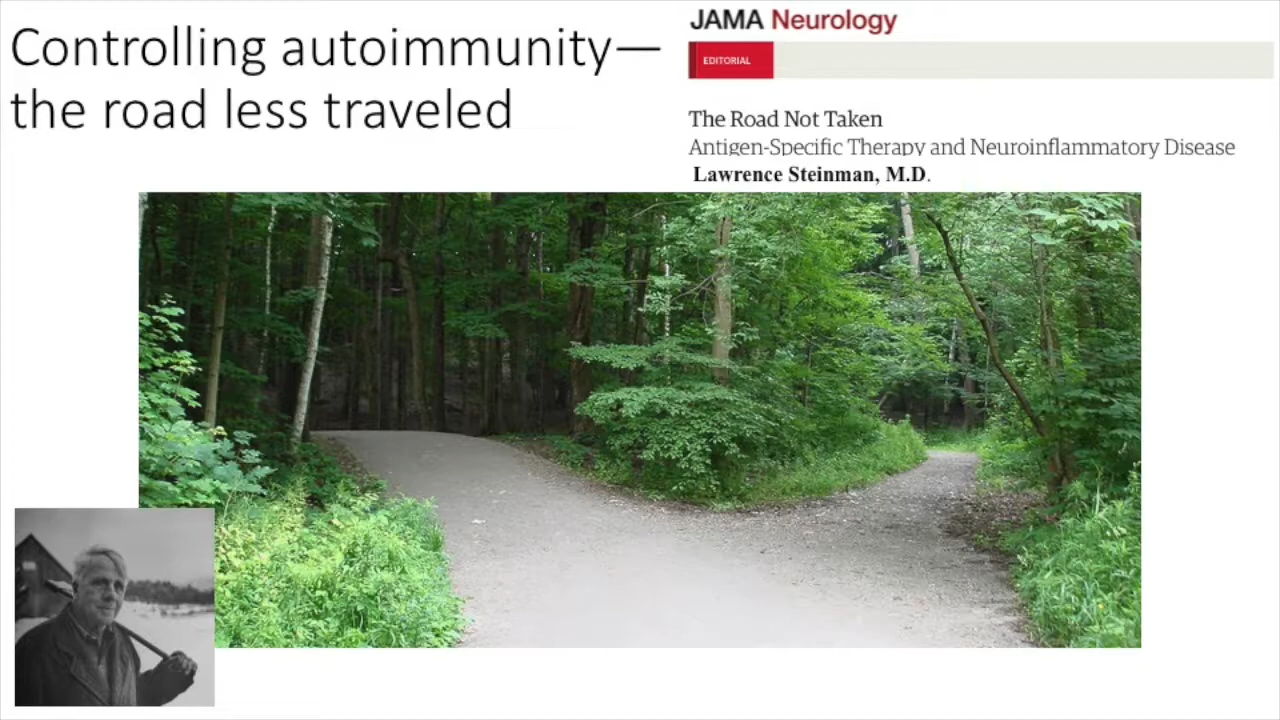 Controlling autoimmunity—
the road less traveled
JAMA Neurology
EDITORIAL
The Road Not Taken
Antigen-Specific Therapy and Neuroinflammatory Disease
Lawrence Steinman, M.D.